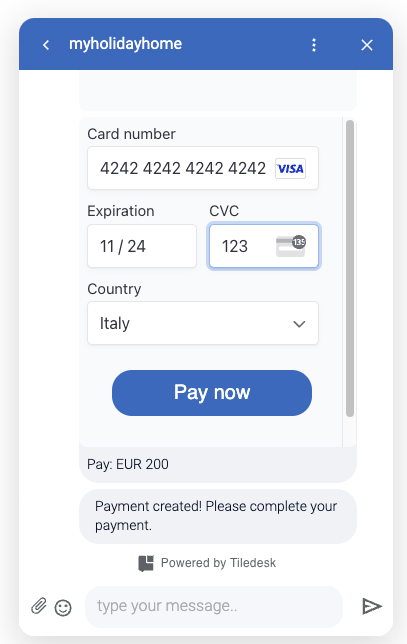 myholidayhome
Card number
4242 4242 4242 4242 VISA
Expiration CVC
11 / 24 123 135
Country
Italy
Pay now
Pay: EUR 200
Payment created! Please complete your
payment.
Powered by Tiledesk
type your message..